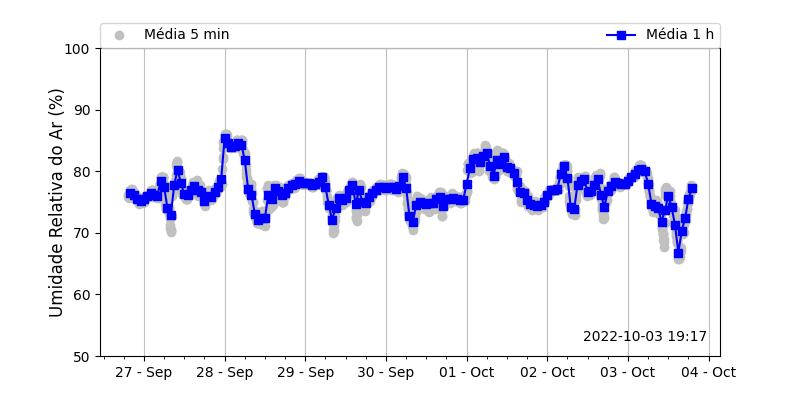 Média 5 min Média 1 h
100
90
80
70
60
50
Umidade Relativa do Ar (%)
2022-10-03 19:17
27 - Sep 28 - Sep 29 - Sep 30 - Sep 01 - Oct 02 - Oct 03 - Oct 04 - Oct